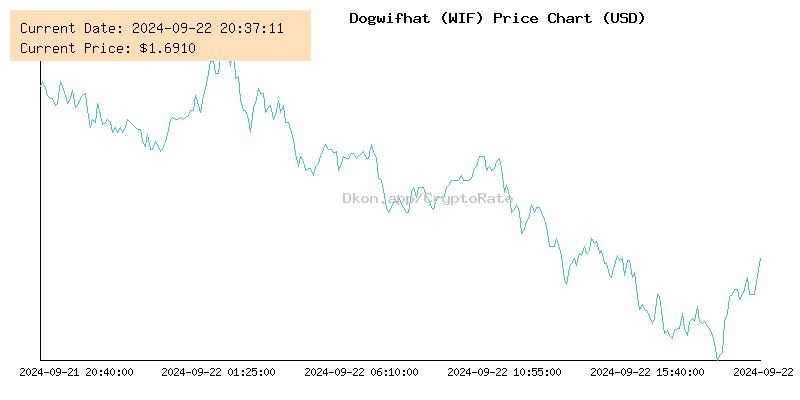 Dogwifhat (WIF) Price Chart (USD)
Current Date: 2024-09-22 20:37:11
Current Price: $1.6910
Dkon.app/CryptoRate
2024-09-21 20:40:00 2024-09-22 01:25:00 2024-09-22 06:10:00 2024-09-22 10:55:00 2024-09-22 15:40:00 2024-09-22